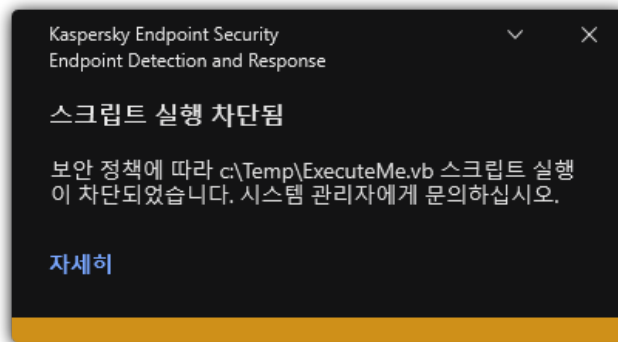 Kaspersky Endpoint Security
Endpoint Detection and Response
스크립트 실행 차단됨
보안 정책에 따라 c:\Temp\ExecuteMe.vb 스크립트 실행
이 차단되었습니다. 시스템 관리자에게 문의하십시오.
자세히